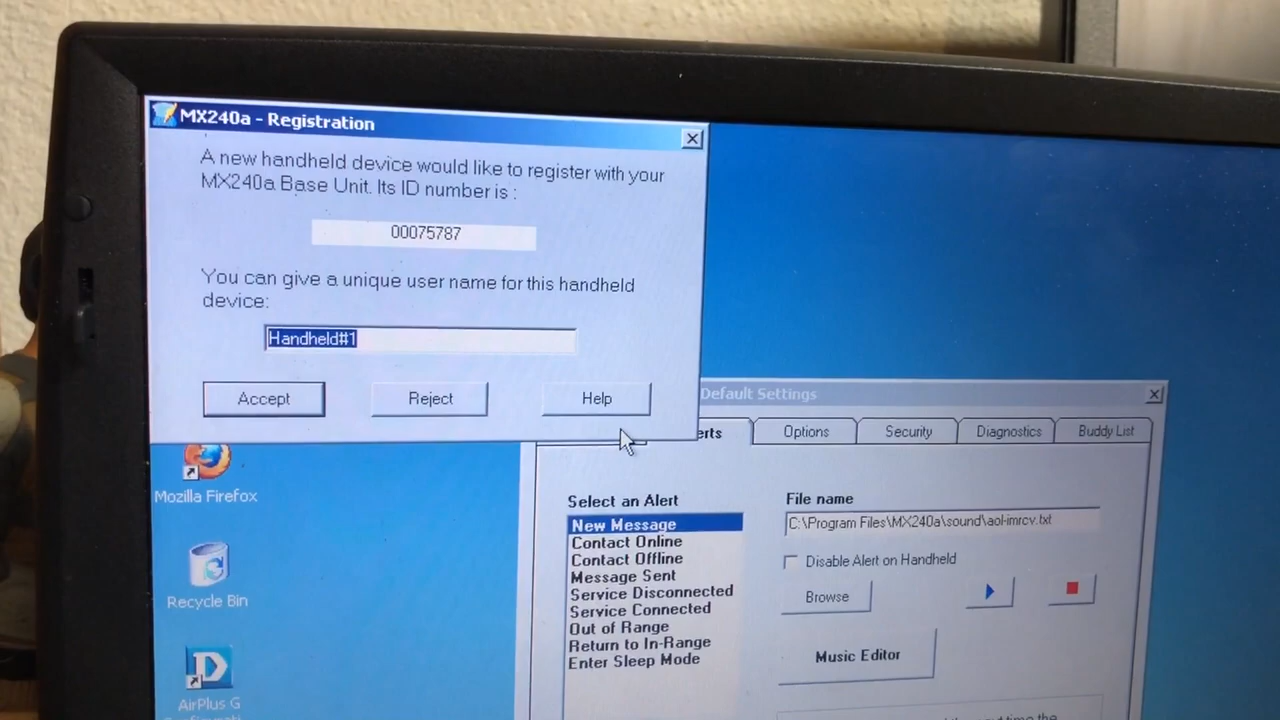 MX240a - Registration
A new handheld device would like to register with your
MX240a Base Unit. Its ID number is :
00075787
You can give a unique user name for this handheld
device:
Handheld#1
Accept
Reject
Help
Default Settings
erts
Options
Security
Diagnostics
Buddy List
Select an Alert
New Message
Contact Online
Contact Offline
Message Sent
Service Disconnected
Service Connected
Out of Range
Return to In-Range
Enter Sleep Mode
File name
C:\Program Files\MX240a\sound\aol-imrcv.txt
Disable Alert on Handheld
Browse
Music Editor
Mozilla Firefox
Recycle Bin
D
AirPlus G